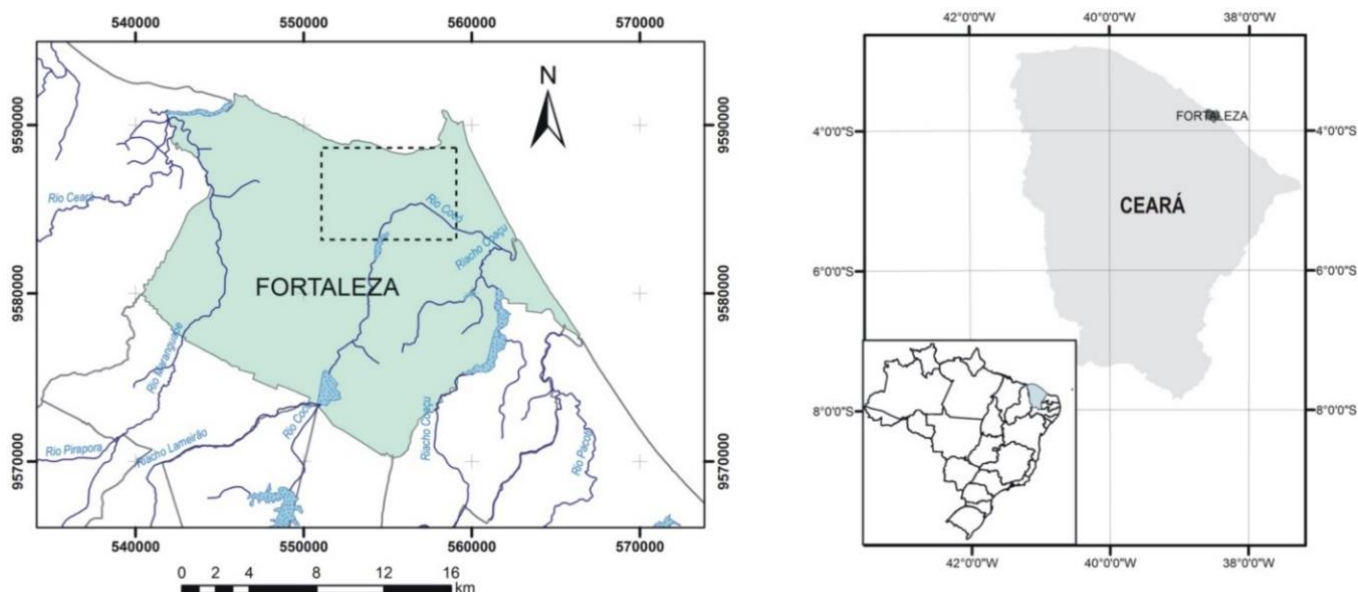 540000 550000 560000 570000
N
9590000
9590000
Rio Ceará
Rio Cocó
Riacho Coaçu
FORTALEZA
9580000
9580000
Rio Maranguape
Rio Cocó
Riacho Coaçu
Rio Pacoti
Rio Pirapora
Riacho Lameirão
9570000
9570000
540000 550000 560000 570000
0 2 4 8 12 16
km
42°0'0"W 40°0'0"W 38°0'0"W
FORTALEZA
4°0'0"S
4°0'0"S
CEARÁ
6°0'0"S
6°0'0"S
8°0'0"S
8°0'0"S
42°0'0"W 40°0'0"W 38°0'0"W